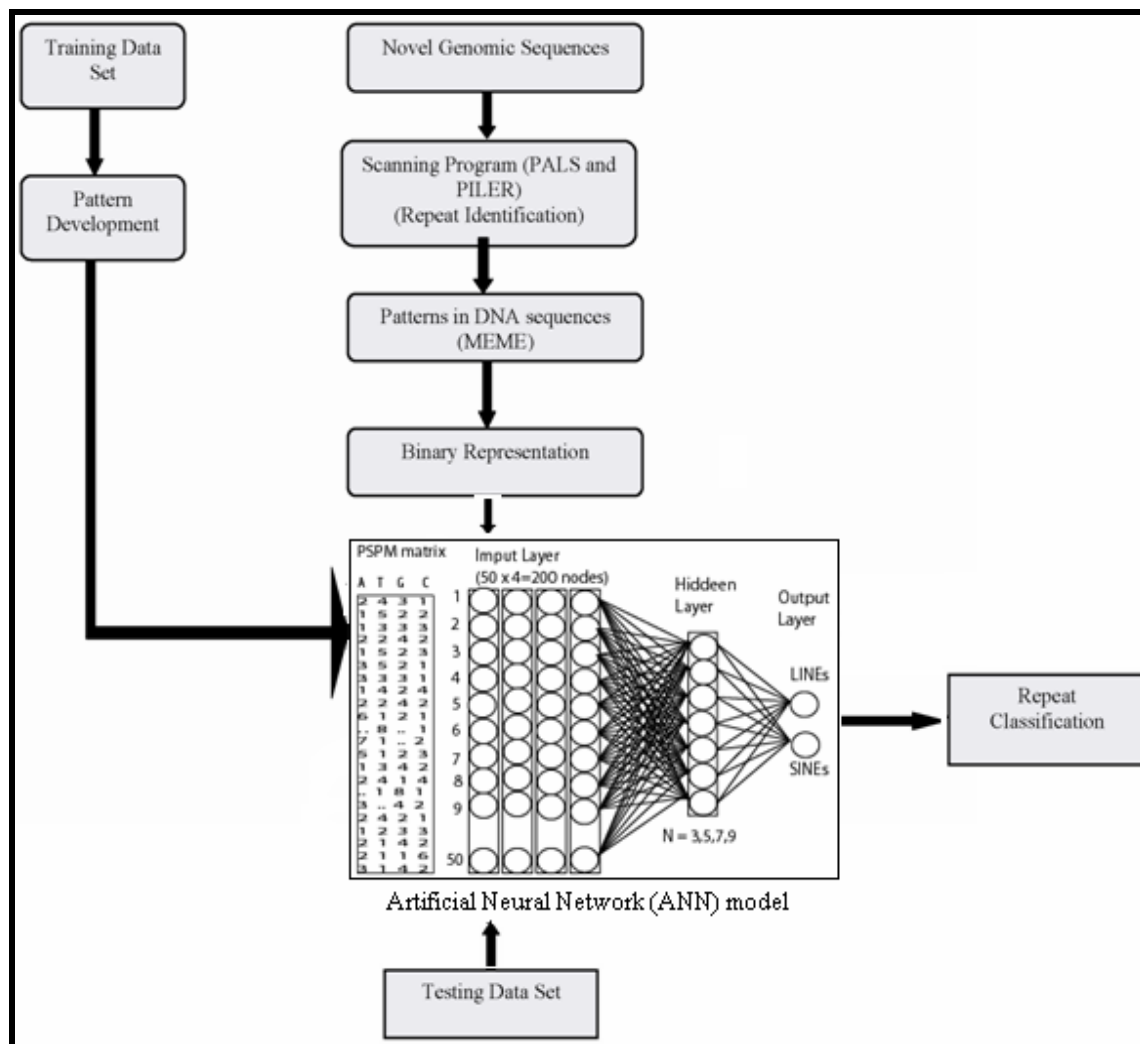 Training Data
Set
Novel Genomic Sequences
Pattern
Development
Scanning Program (PALS and
PILER)
(Repeat Identification)
Patterns in DNA sequences
(MEME)
Binary Representation
PSPM matrix
A T G C
2 4 3 1
1 5 2 2
1 3 3 3
2 2 4 2
1 5 2 3
3 5 2 1
3 3 3 1
1 4 2 4
2 2 4 2
6 1 2 1
.. 8 .. 1
7 1 .. 2
5 1 2 3
1 3 4 2
2 4 1 4
.. 1 8 1
3 .. 4 2
2 4 2 1
1 2 3 3
2 1 4 2
2 1 1 6
3 1 4 2
Imput Layer
(50 x 4=200 nodes)
1
2
3
4
5
6
7
8
9
50
Hiddeen
Layer
N = 3,5,7,9
Output
Layer
LINEs
SINEs
Repeat
Classification
Artificial Neural Network (ANN) model
Testing Data Set